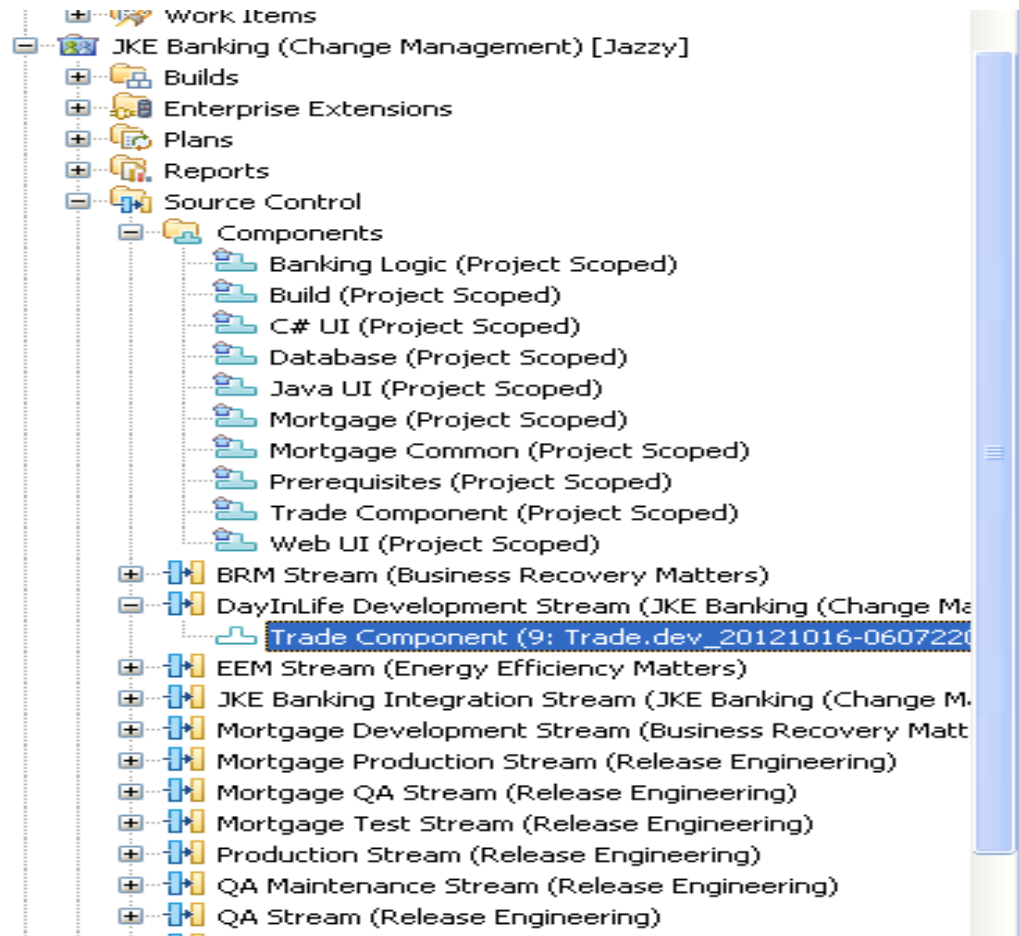 Work Items
JKE Banking (Change Management) [Jazzy]
Builds
Enterprise Extensions
Plans
Reports
Source Control
Components
Banking Logic (Project Scoped)
Build (Project Scoped)
C# UI (Project Scoped)
Database (Project Scoped)
Java UI (Project Scoped)
Mortgage (Project Scoped)
Mortgage Common (Project Scoped)
Prerequisites (Project Scoped)
Trade Component (Project Scoped)
Web UI (Project Scoped)
BRM Stream (Business Recovery Matters)
DayInLife Development Stream (JKE Banking (Change Ma
Trade Component (9: Trade.dev_20121016-0607220
EEM Stream (Energy Efficiency Matters)
JKE Banking Integration Stream (JKE Banking (Change M
Mortgage Development Stream (Business Recovery Matt
Mortgage Production Stream (Release Engineering)
Mortgage QA Stream (Release Engineering)
Mortgage Test Stream (Release Engineering)
Production Stream (Release Engineering)
QA Maintenance Stream (Release Engineering)
QA Stream (Release Engineering)